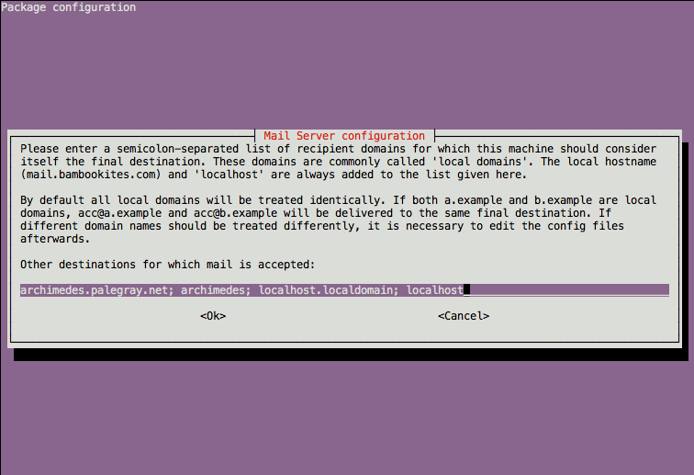 Package configuration
Mail Server configuration
Please enter a semicolon-separated list of recipient domains for which this machine should consider
itself the final destination. These domains are commonly called 'local domains'. The local hostname
(mail.bambookites.com) and 'localhost' are always added to the list given here.
By default all local domains will be treated identically. If both a.example and b.example are local
domains, acc@a.example and acc@b.example will be delivered to the same final destination. If
different domain names should be treated differently, it is necessary to edit the config files
afterwards.
Other destinations for which mail is accepted:
archimedes.palegray.net; archimedes; localhost.localdomain; localhost
<Ok> <Cancel>